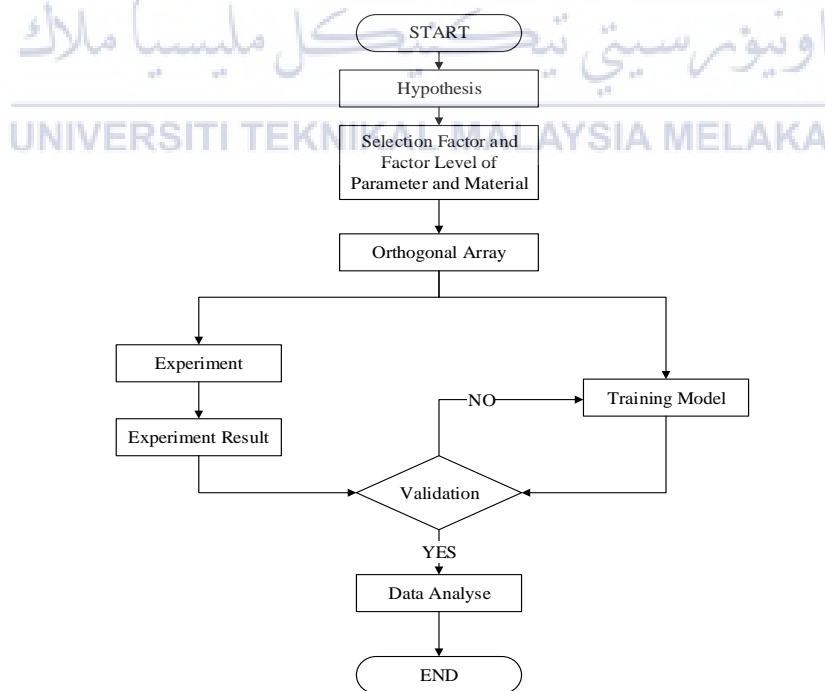 اونيۏرسيتي تيكنيكل مليسيا ملاك
UNIVERSITI TEKNIKAL MALAYSIA MELAKA
START
Hypothesis
Selection Factor and
Factor Level of
Parameter and Material
Orthogonal Array
Experiment
Experiment Result
NO
Training Model
Validation
YES
Data Analyse
END